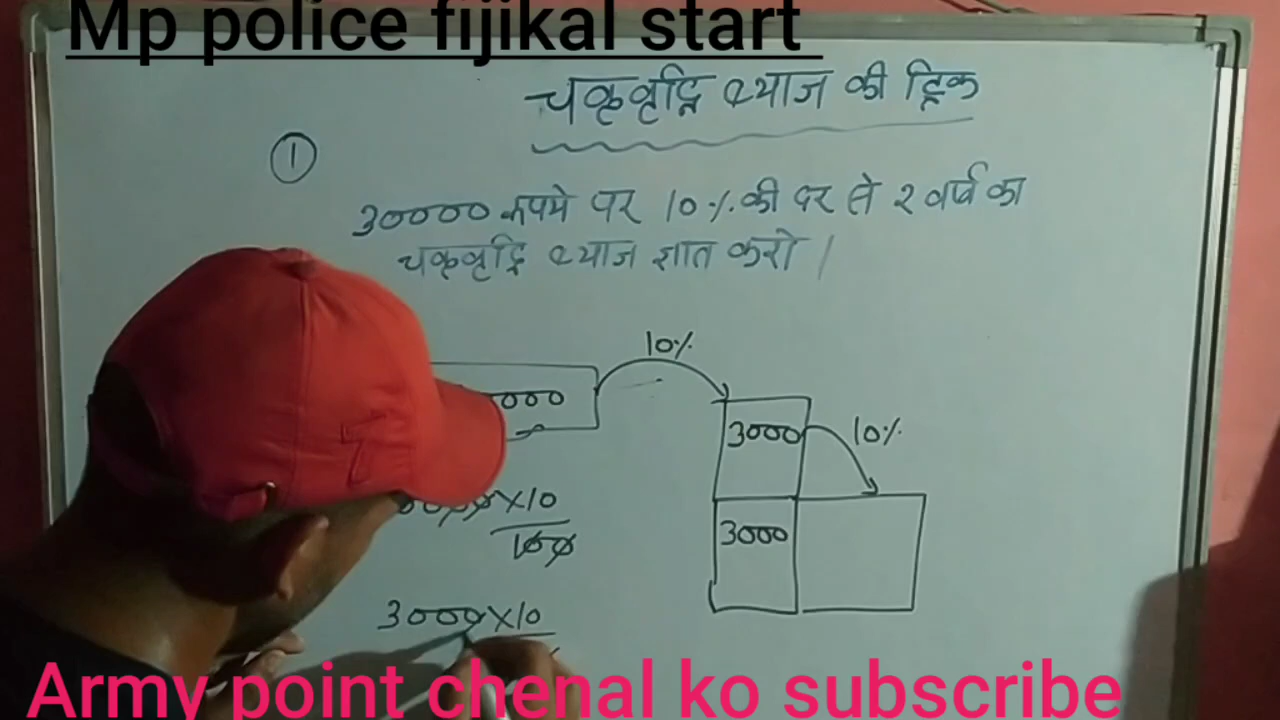 Mp police fijikal start
चक्रवृद्धि ब्याज की ट्रिक
1
30000 रुपये पर 10% की दर से 2 वर्ष का
चक्रवृद्धि ब्याज ज्ञात करो |
10%
000
3000
10%
×10
100
3000
3000×10
Army point chenal ko subscribe